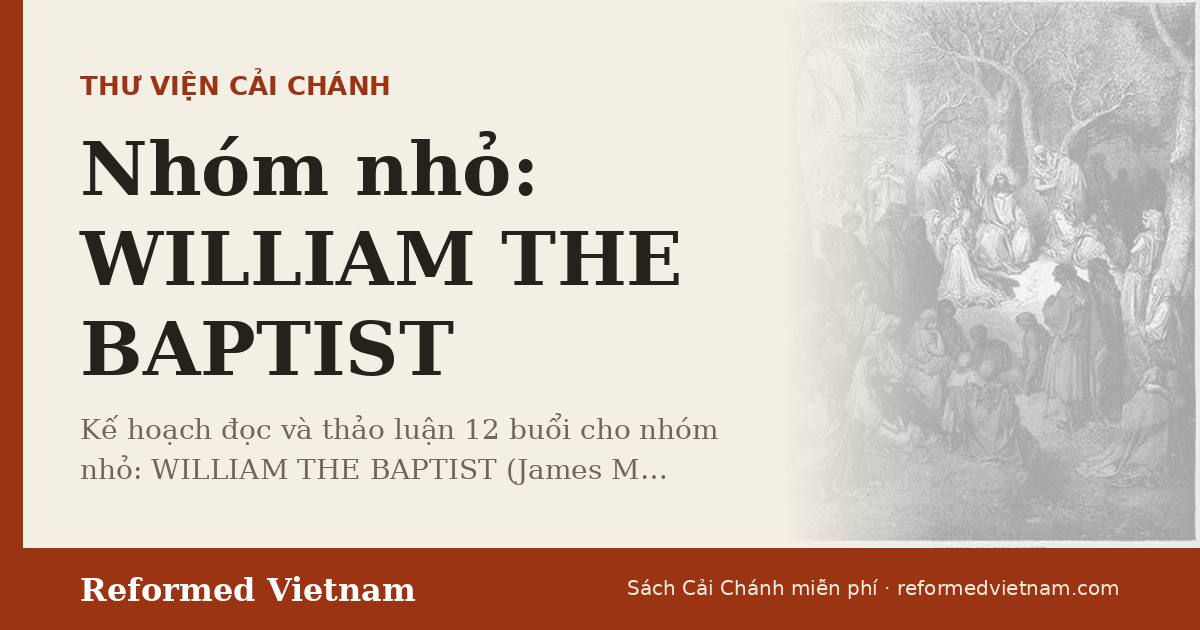 THƯ VIỆN CẢI CHÁNH
Nhóm nhỏ:
WILLIAM THE
BAPTIST
Kế hoạch đọc và thảo luận 12 buổi cho nhóm
nhỏ: WILLIAM THE BAPTIST (James M...
Reformed Vietnam
Sách Cải Chánh miễn phí · reformedvietnam.com